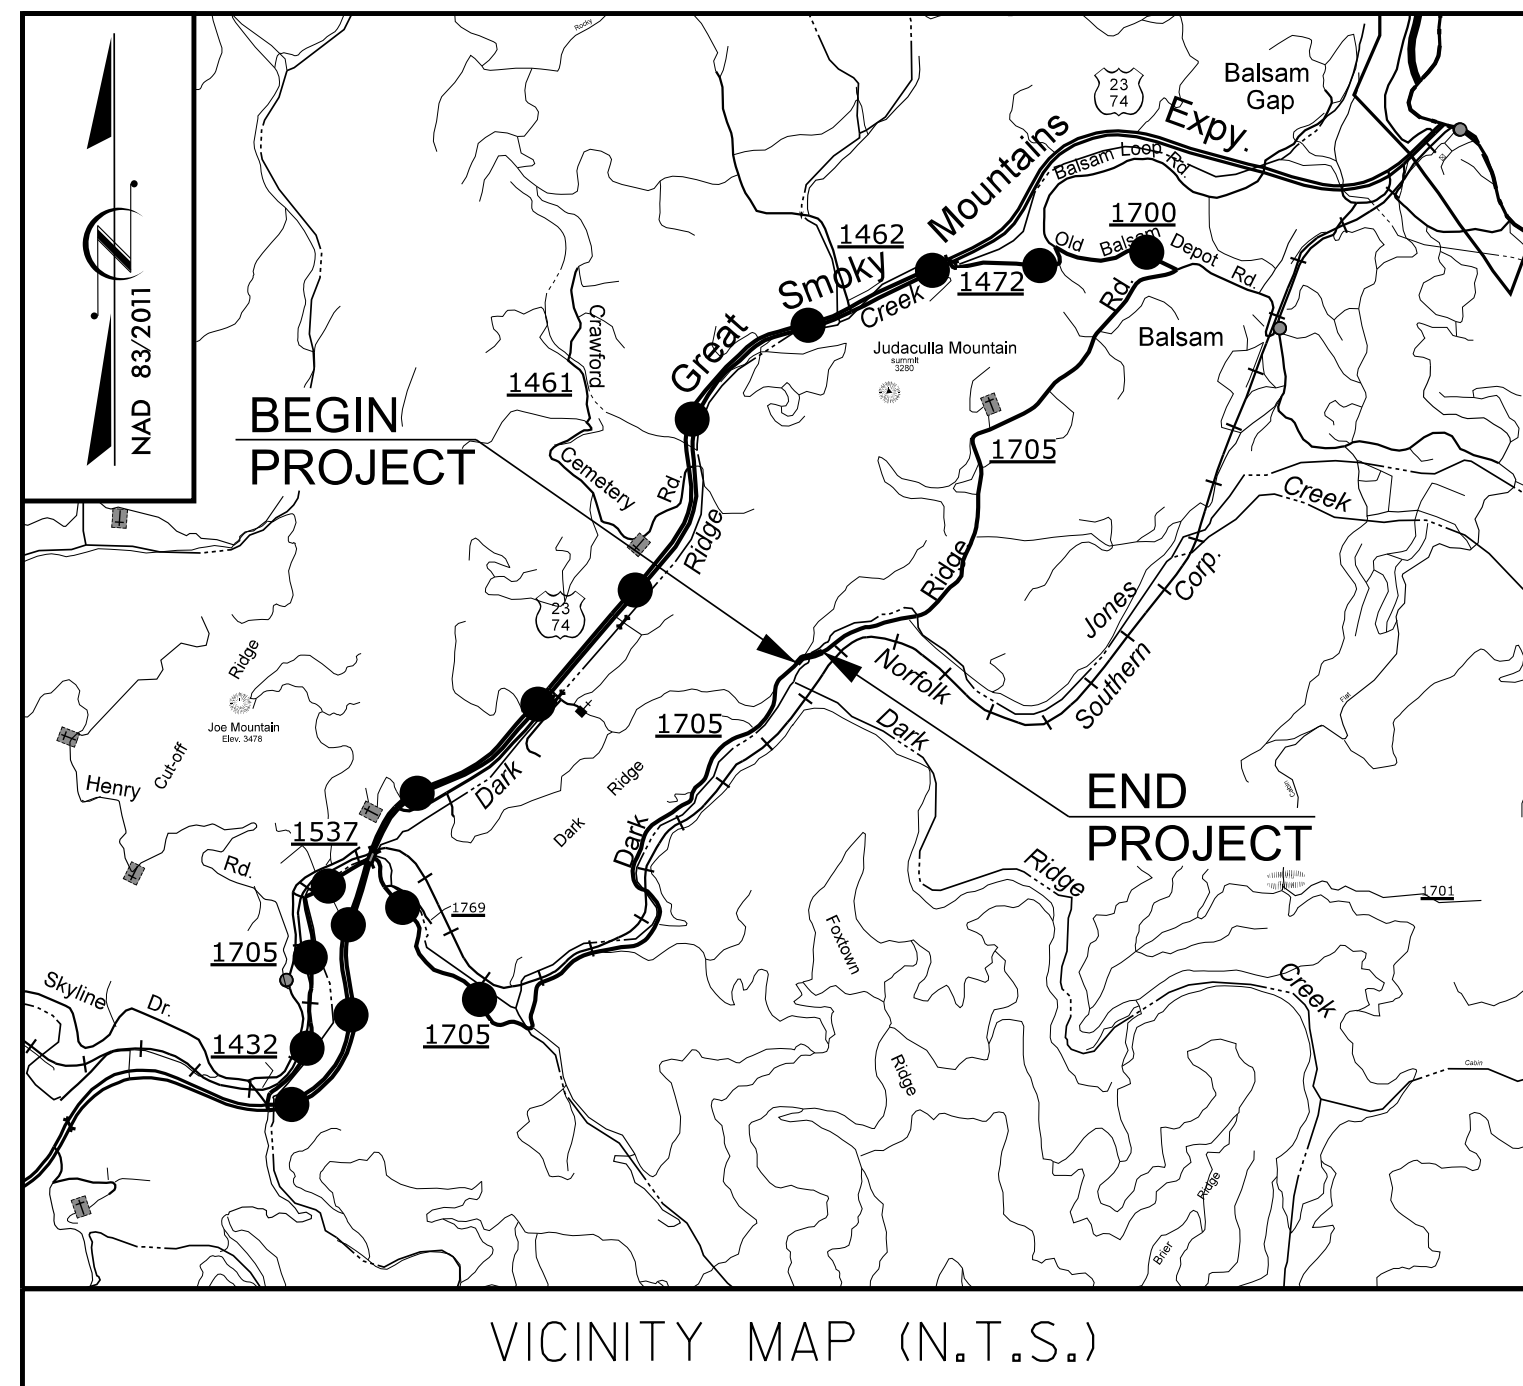 Rocky
23
74
Balsam
Gap
Great Smoky Mountains Expy.
Balsam Loop Rd.
1700
1462
Old Balsam Depot Rd.
1472
Creek
Rd.
Balsam
Judaculla Mountain
summit
3280
NAD 83/2011
Crawford
1461
BEGIN
PROJECT
Cemetery Rd.
1705
Creek
Ridge
Ridge
23
74
Jones
Corp.
Norfolk
Southern
Ridge
Joe Mountain
Elev. 3478
Cut-off
Henry
Flat
1705
Dark
Dark
Ridge
Dark
Dark
Cabin
END
PROJECT
1537
Rd.
Ridge
1701
1769
Foxtown
Ridge
1705
Skyline Dr.
Creek
1432
1705
Cabin
Ridge
Brier
VICINITY MAP (N.T.S.)